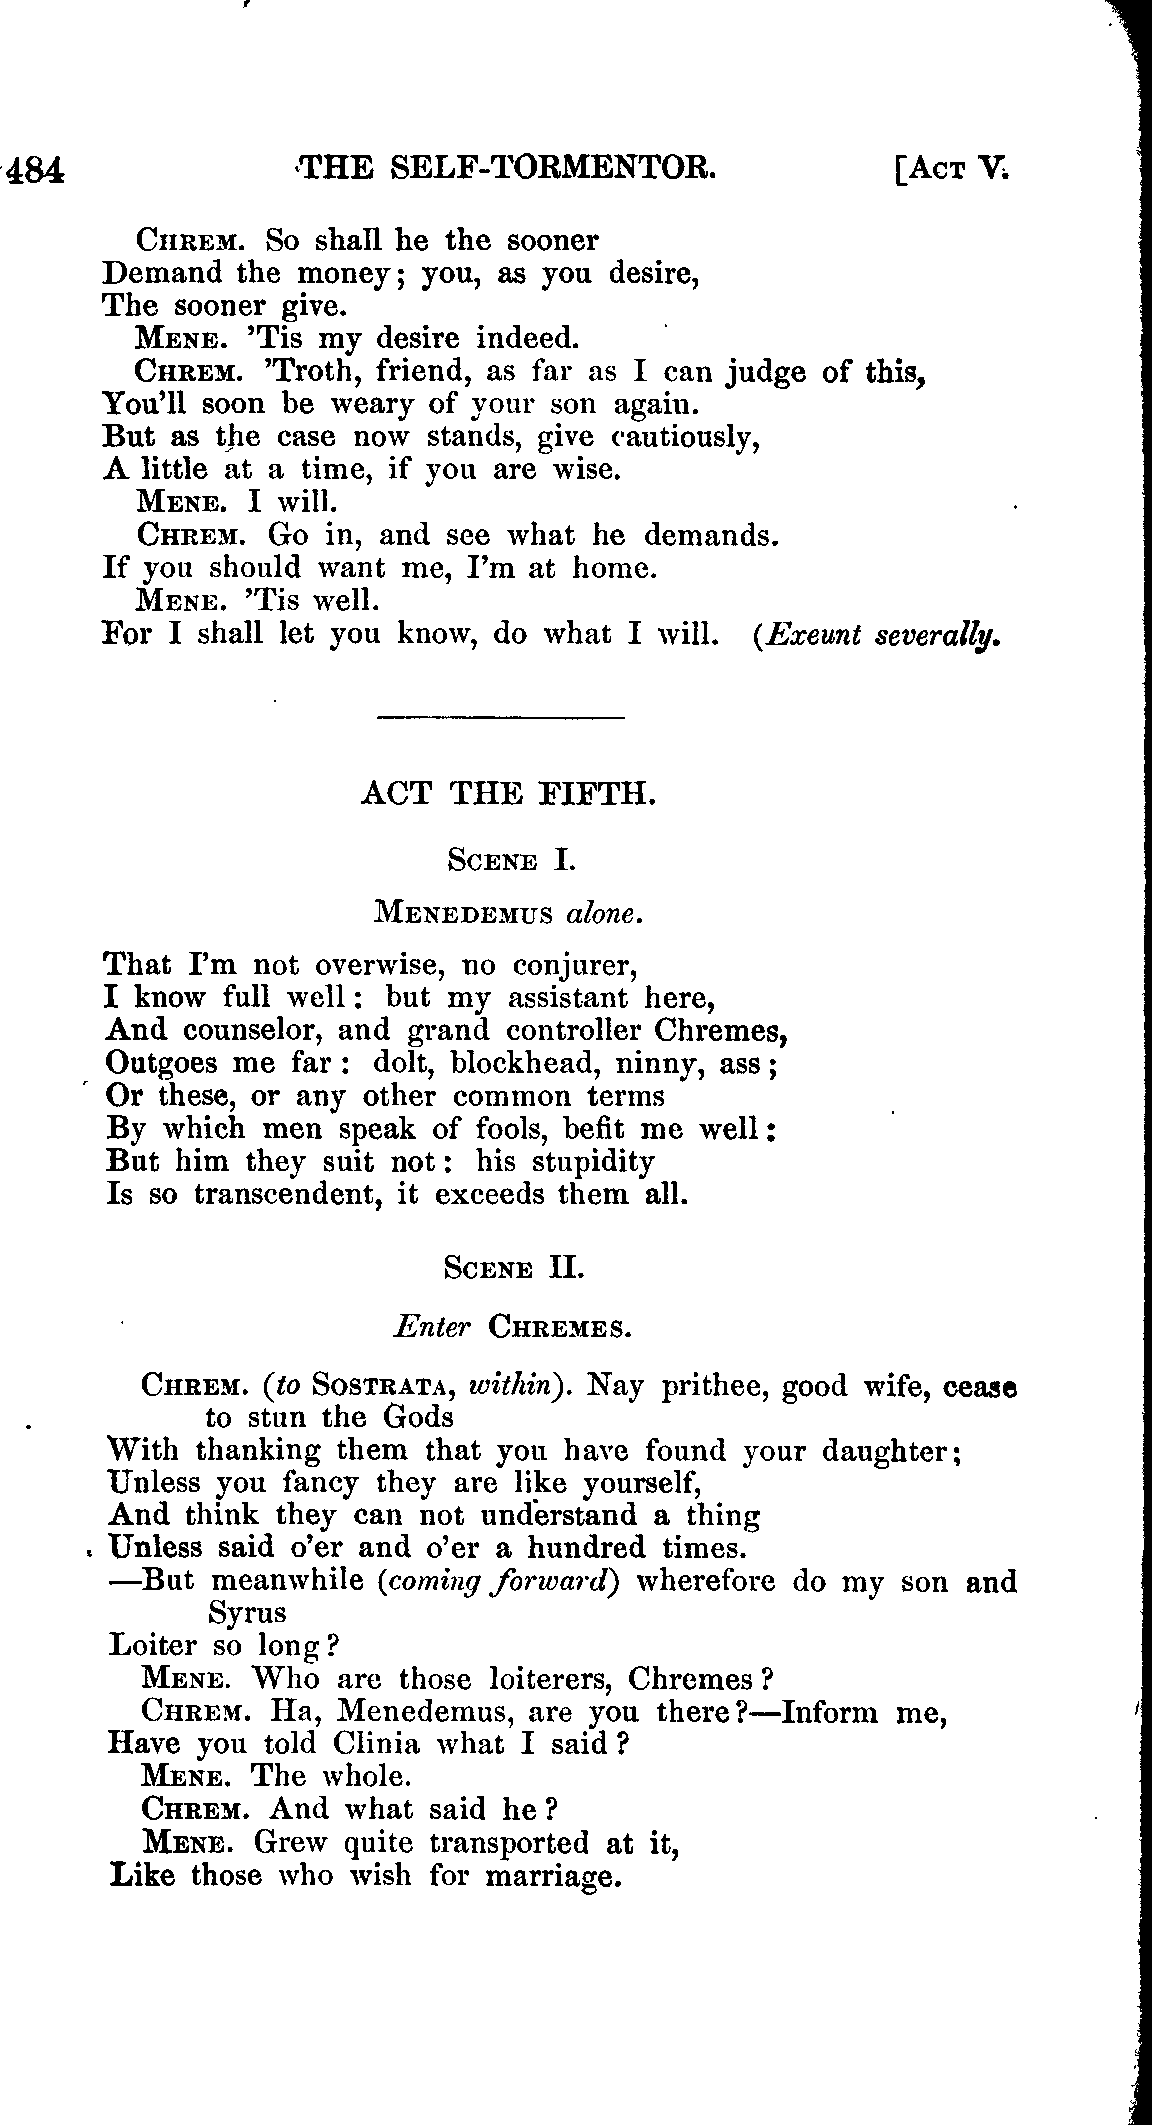 484 THE SELF-TORMENTOR. [ACT V.
CHREM. So shall he the sooner
Demand the money; you, as you desire,
The sooner give.
MENE. 'Tis my desire indeed.
CHREM. 'Troth, friend, as far as I can judge of this,
You'll soon be weary of your son again.
But as the case now stands, give cautiously,
A little at a time, if you are wise.
MENE. I will.
CHREM. Go in, and see what he demands.
If you should want me, I'm at home.
MENE. 'Tis well.
For I shall let you know, do what I will. (Exeunt severally.
ACT THE FIFTH.
SCENE I.
MENEDEMUS alone.
That I'm not overwise, no conjurer,
I know full well: but my assistant here,
And counselor, and grand controller Chremes,
Outgoes me far: dolt, blockhead, ninny, ass;
Or these, or any other common terms
By which men speak of fools, befit me well:
But him they suit not: his stupidity
Is so transcendent, it exceeds them all.
SCENE II.
Enter CHREMES.
CHREM. (to SOSTRATA, within). Nay prithee, good wife, cease
to stun the Gods
With thanking them that you have found your daughter;
Unless you fancy they are like yourself,
And think they can not understand a thing
Unless said o'er and o'er a hundred times.
—But meanwhile (coming forward) wherefore do my son and
Syrus
Loiter so long?
MENE. Who are those loiterers, Chremes?
CHREM. Ha, Menedemus, are you there?—Inform me,
Have you told Clinia what I said?
MENE. The whole.
CHREM. And what said he?
MENE. Grew quite transported at it,
Like those who wish for marriage.